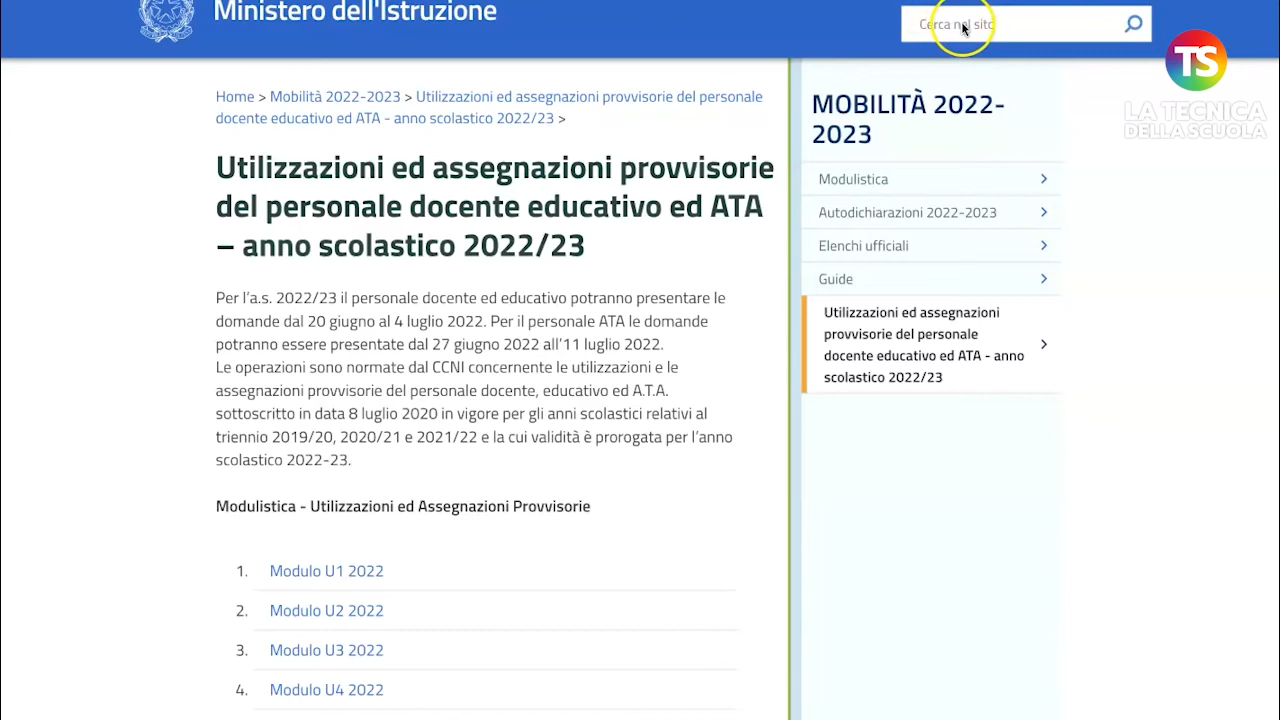 Ministero dell'Istruzione
Cerca nel sito
TS
LA TECNICA
DELLA SCUOLA
Home > Mobilità 2022-2023 > Utilizzazioni ed assegnazioni provvisorie del personale
docente educativo ed ATA - anno scolastico 2022/23 >
Utilizzazioni ed assegnazioni provvisorie
del personale docente educativo ed ATA
– anno scolastico 2022/23
Per l’a.s. 2022/23 il personale docente ed educativo potranno presentare le
domande dal 20 giugno al 4 luglio 2022. Per il personale ATA le domande
potranno essere presentate dal 27 giugno 2022 all’11 luglio 2022.
Le operazioni sono normate dal CCNI concernente le utilizzazioni e le
assegnazioni provvisorie del personale docente, educativo ed A.T.A.
sottoscritto in data 8 luglio 2020 in vigore per gli anni scolastici relativi al
triennio 2019/20, 2020/21 e 2021/22 e la cui validità è prorogata per l’anno
scolastico 2022-23.
Modulistica - Utilizzazioni ed Assegnazioni Provvisorie
1. Modulo U1 2022
2. Modulo U2 2022
3. Modulo U3 2022
4. Modulo U4 2022
MOBILITÀ 2022-
2023
Modulistica
Autodichiarazioni 2022-2023
Elenchi ufficiali
Guide
Utilizzazioni ed assegnazioni
provvisorie del personale
docente educativo ed ATA - anno
scolastico 2022/23